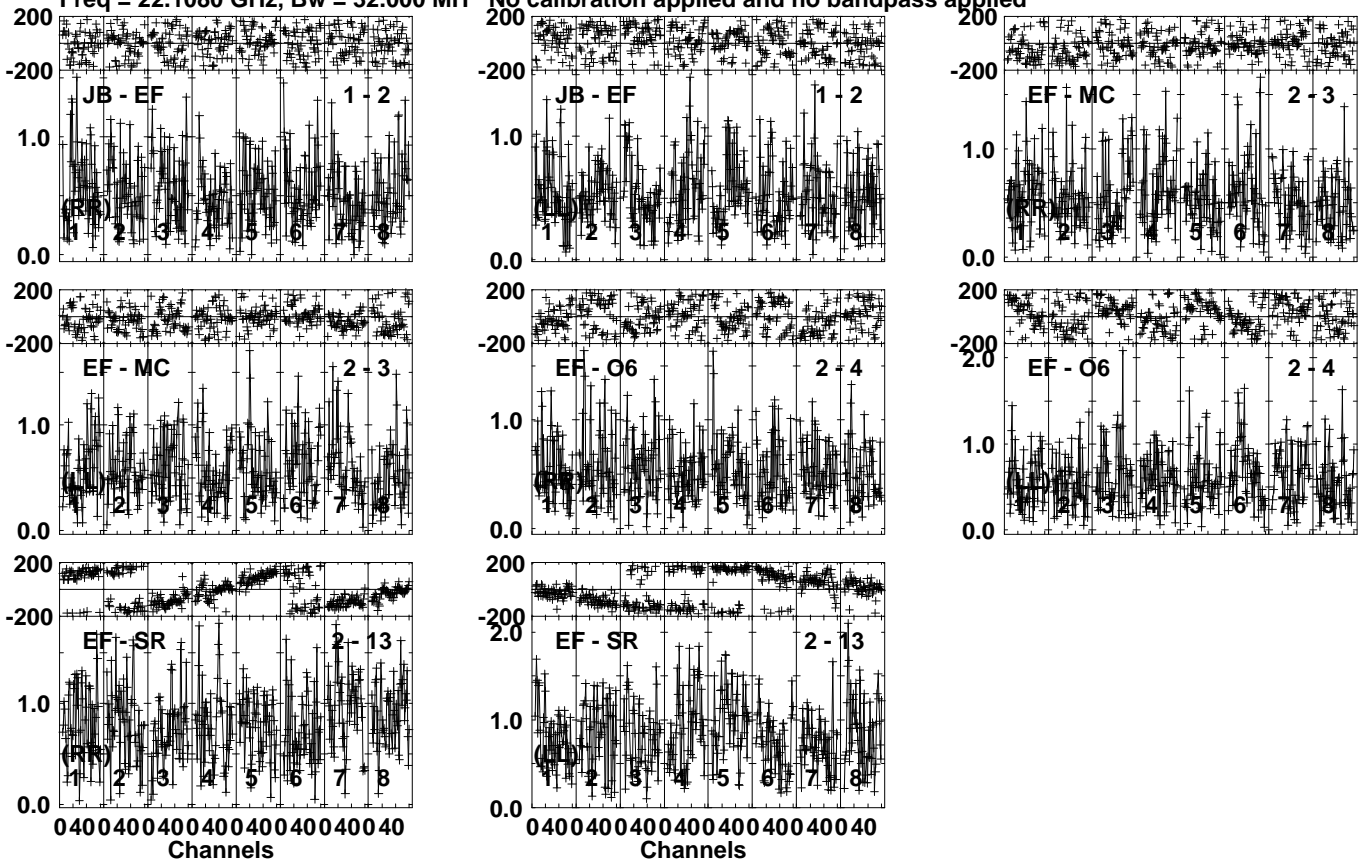 Freq = 22.1080 GHz, Bw = 32.000 MH No calibration applied and no bandpass applied
200 200 200
-200 -200 -200
JB - EF 1 - 2 JB - EF 1 - 2 EF - MC 2 - 3
1.0 1.0 1.0
(RR) (LL) (RR)
1 2 3 4 5 6 7 8 1 2 3 4 5 6 7 8 1 2 3 4 5 6 7 8
0.0 0.0 0.0
200 200 200
-200 -200 -200
EF - MC 2 - 3 EF - O6 2 - 4 2.0 EF - O6 2 - 4
1.0 1.0 1.0
(LL) (RR) (LL)
1 2 3 4 5 6 7 8 1 2 3 4 5 6 7 8 1 2 3 4 5 6 7 8
0.0 0.0 0.0
200 200
-200 -200
EF - SR 2 - 13 2.0 EF - SR 2 - 13
1.0 1.0
(RR) (LL)
1 2 3 4 5 6 7 8 1 2 3 4 5 6 7 8
0.0 0.0
0 40 0 40 0 40 0 40 0 40 0 40 0 40 0 40 0 40 0 40 0 40 0 40 0 40 0 40 0 40 0 40
Channels Channels